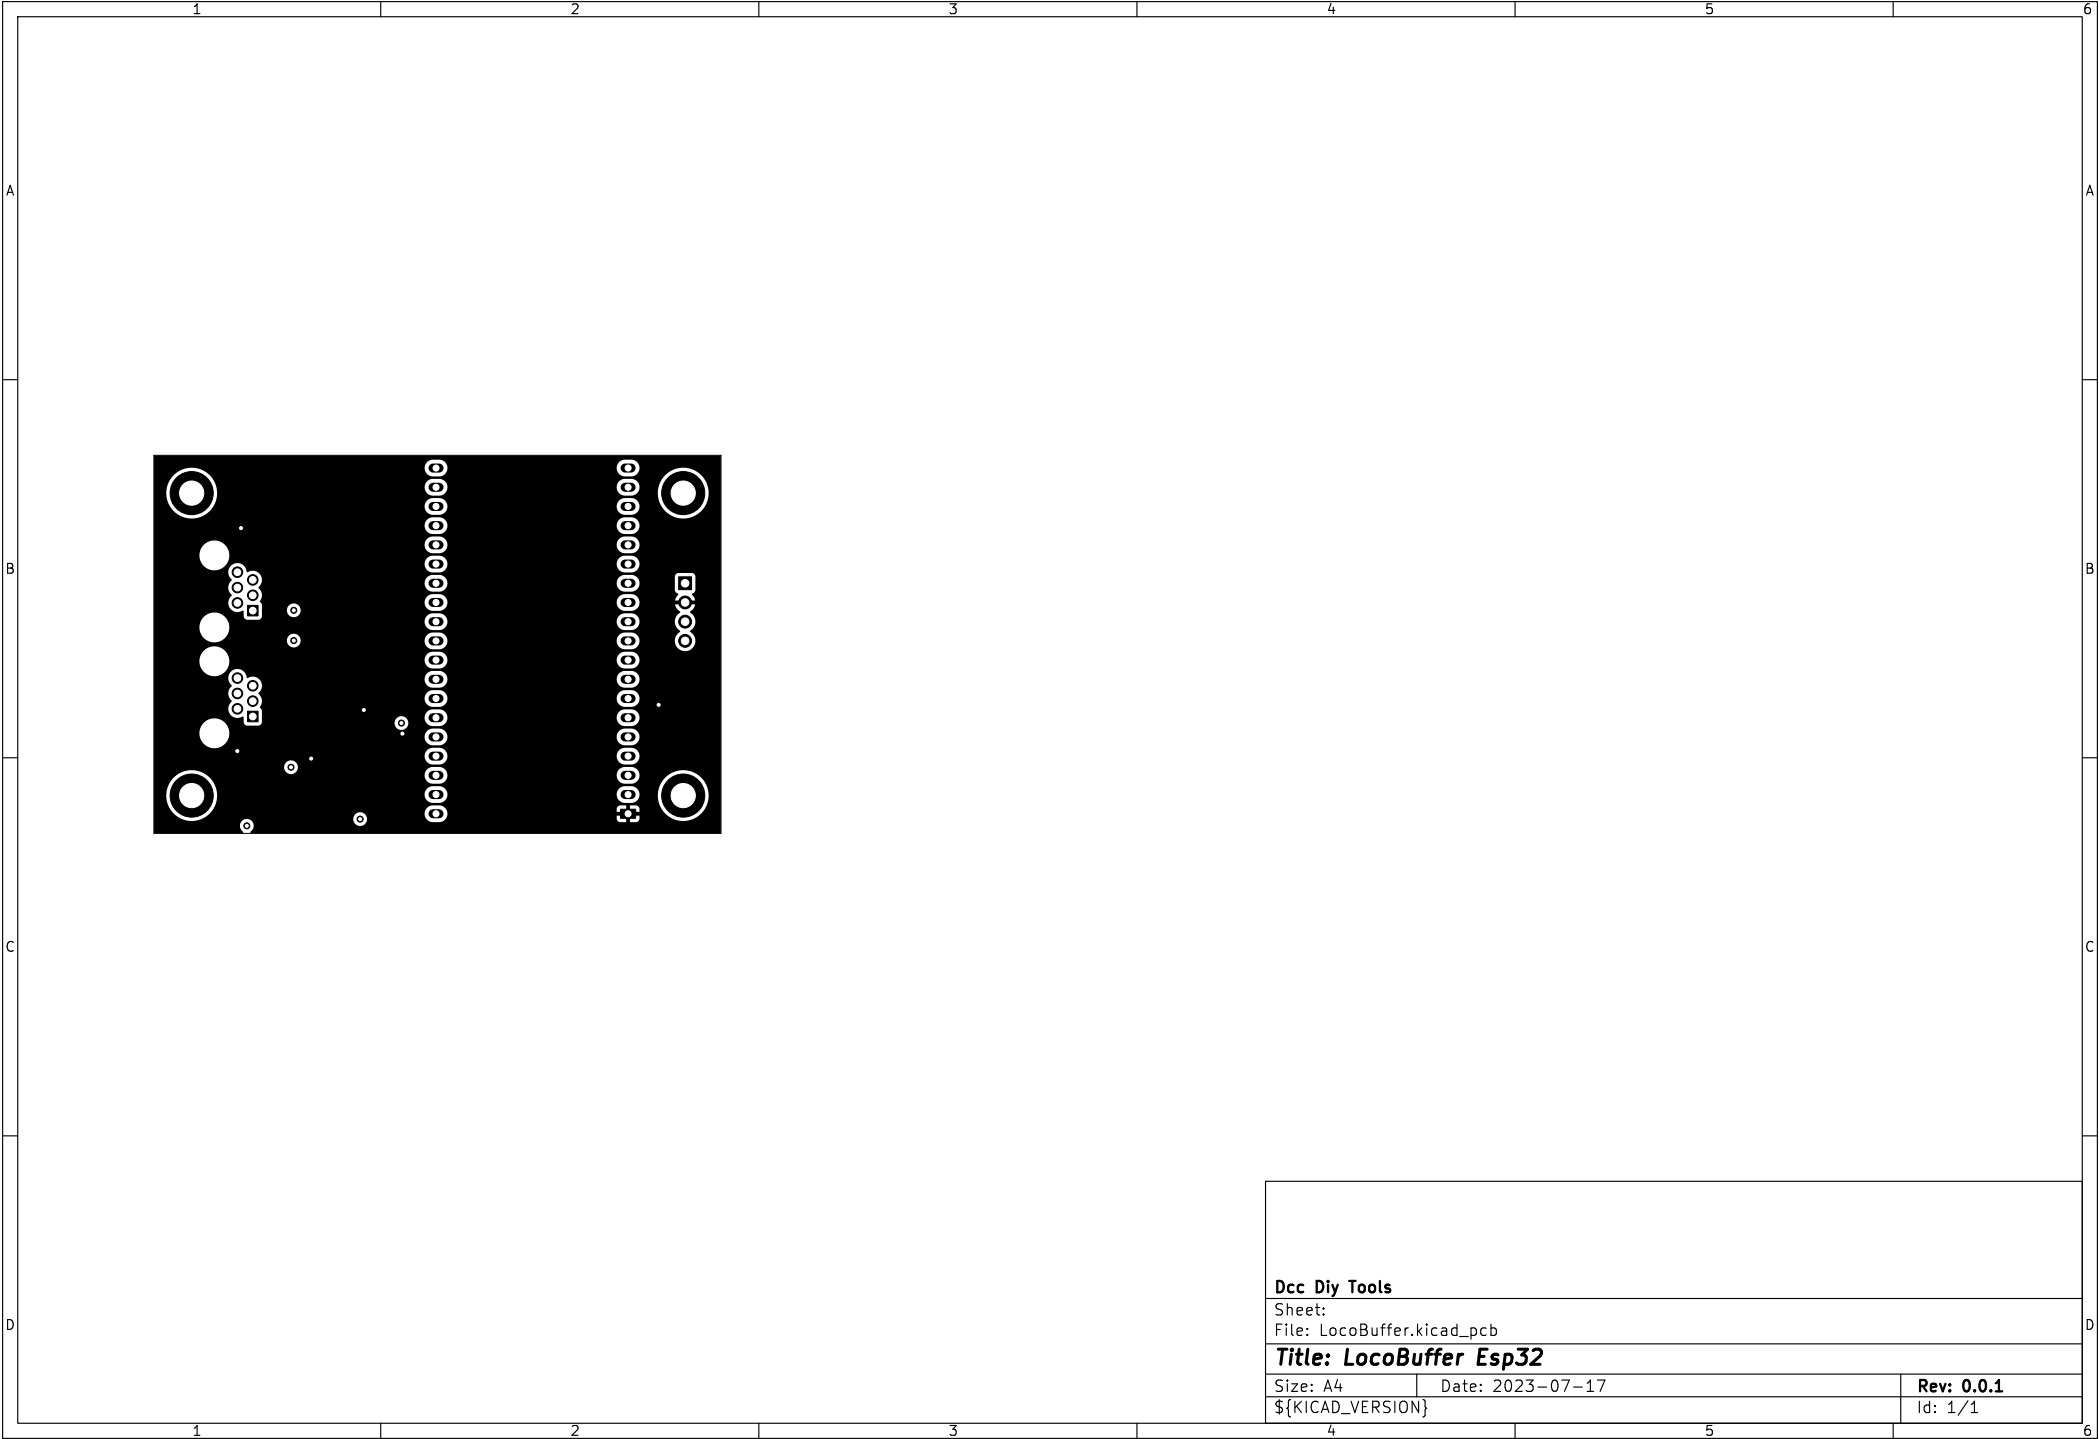 1 2 3 4 5 6
A A
B B
C C
Dcc Diy Tools
Sheet:
File: LocoBuffer.kicad_pcb
D D
Title: LocoBuffer Esp32
Size: A4 Date: 2023-07-17 Rev: 0.0.1
${KICAD_VERSION} Id: 1/1
1 2 3 4 5 6